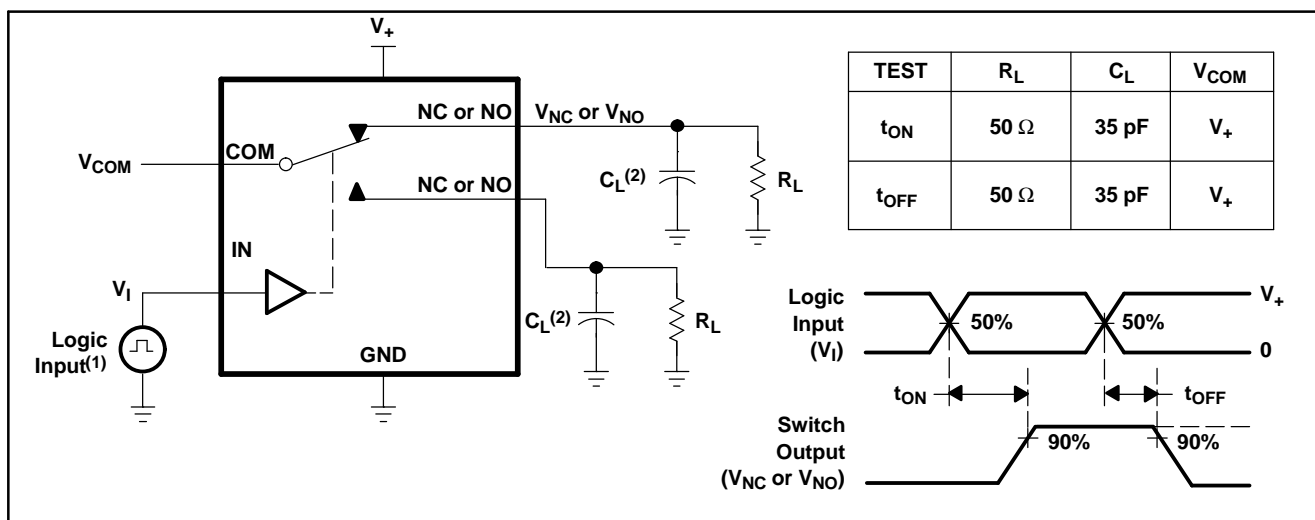 V+
NC or NO VNC or VNO
COM
VCOM
CL(2)
RL
NC or NO
IN
VI
CL(2)
RL
Logic
Input(1)
GND
TEST RL CL VCOM
tON 50 Ω 35 pF V+
tOFF 50 Ω 35 pF V+
Logic
Input
(VI)
50%
50%
V+
0
tON
tOFF
Switch
Output
(VNC or VNO)
90%
90%